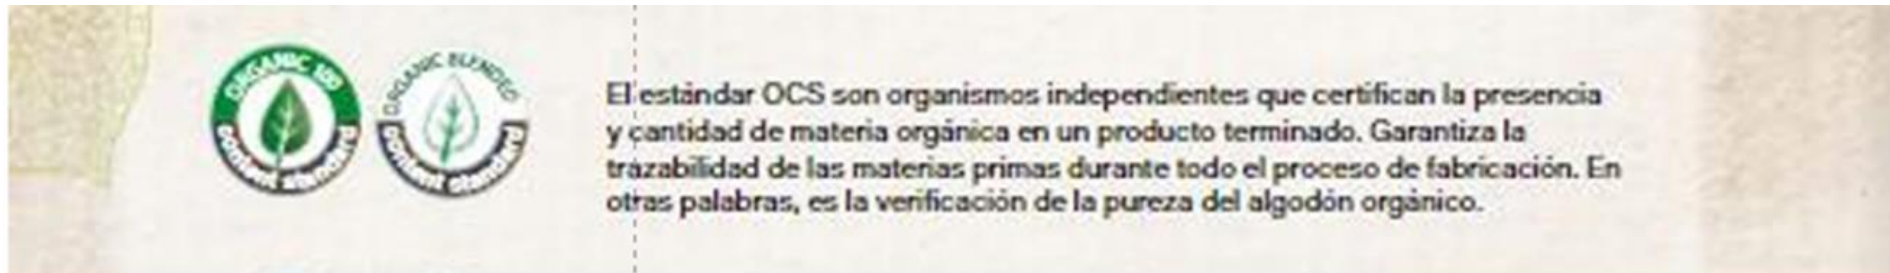 ORGANIC 100
content standard
ORGANIC BLENDED
content standard
El estándar OCS son organismos independientes que certifican la presencia
y cantidad de materia orgánica en un producto terminado. Garantiza la
trazabilidad de las materias primas durante todo el proceso de fabricación. En
otras palabras, es la verificación de la pureza del algodón orgánico.